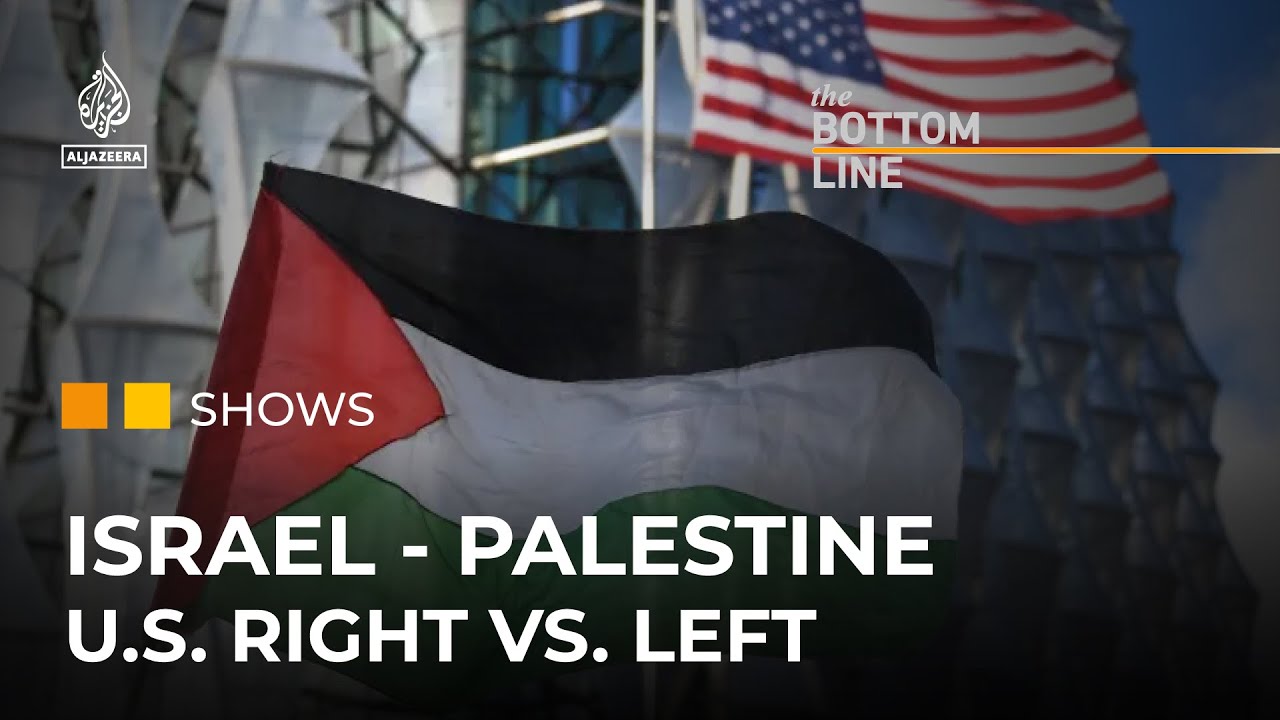 الجزيرة
ALJAZEERA
the
BOTTOM
LINE
SHOWS
ISRAEL - PALESTINE
U.S. RIGHT VS. LEFT